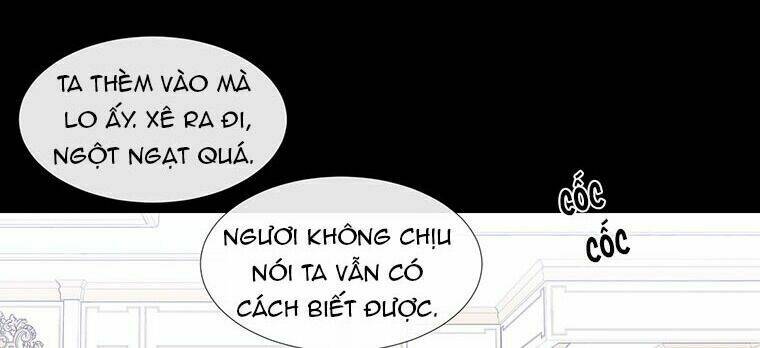 TA THÈM VÀO MÀ
LO ẤY. XÊ RA ĐI,
NGỘT NGẠT QUÁ.
CỐC
CỐC
NGƯƠI KHÔNG CHỊU
NÓI TA VẪN CÓ
CÁCH BIẾT ĐƯỢC.